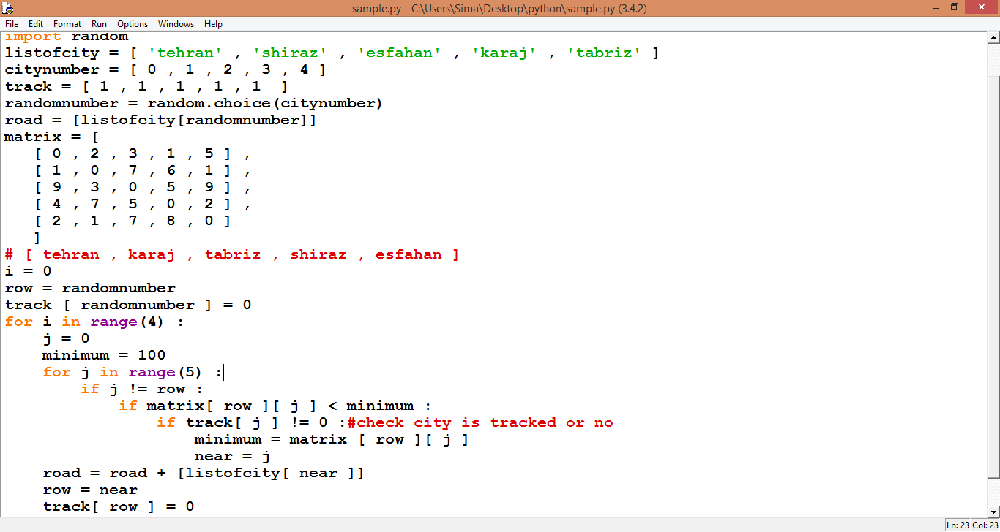 sample.py - C:\Users\Sima\Desktop\python\sample.py (3.4.2)
File Edit Format Run Options Windows Help
import random
listofcity = [ 'tehran' , 'shiraz' , 'esfahan' , 'karaj' , 'tabriz' ]
citynumber = [ 0 , 1 , 2 , 3 , 4 ]
track = [ 1 , 1 , 1 , 1 , 1  ]
randomnumber = random.choice(citynumber)
road = [listofcity[randomnumber]]
matrix = [
   [ 0 , 2 , 3 , 1 , 5 ] ,
   [ 1 , 0 , 7 , 6 , 1 ] ,
   [ 9 , 3 , 0 , 5 , 9 ] ,
   [ 4 , 7 , 5 , 0 , 2 ] ,
   [ 2 , 1 , 7 , 8 , 0 ]
   ]
# [ tehran , karaj , tabriz , shiraz , esfahan ]
i = 0
row = randomnumber
track [ randomnumber ] = 0
for i in range(4) :
    j = 0
    minimum = 100
    for j in range(5) :
        if j != row :
            if matrix[ row ][ j ] < minimum :
                if track[ j ] != 0 :#check city is tracked or no
                    minimum = matrix [ row ][ j ]
                    near = j
    road = road + [listofcity[ near ]]
    row = near
    track[ row ] = 0
Ln: 23 Col: 23